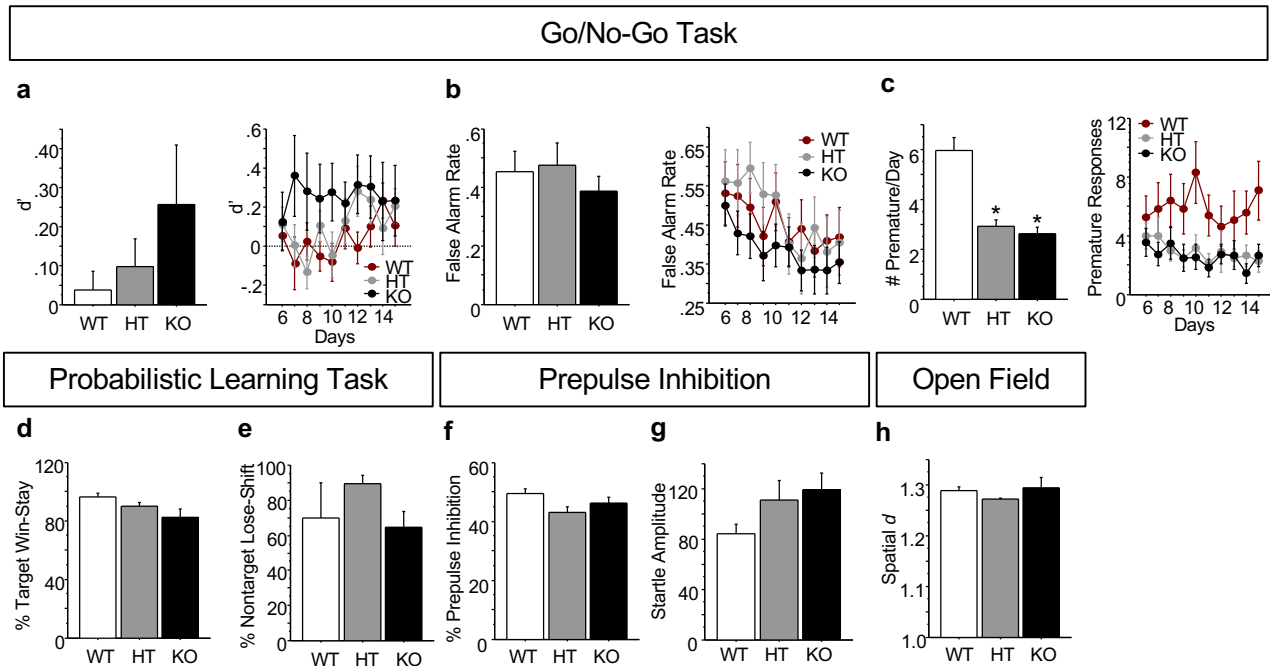 Go/No-Go Task
a
d'
.40
.30
.20
.10
0
WT HT KO
d'
.6
.4
.2
0
-.2
WT
HT
KO
6 8 10 12 14
Days
b
False Alarm Rate
.6
.4
.2
0
WT HT KO
False Alarm Rate
.65
.55
.45
.35
.25
WT
HT
KO
6 8 10 12 14
c
# Premature/Day
6
4
2
0
*
*
WT HT KO
Premature Responses
12
8
4
0
WT
HT
KO
6 8 10 12 14
Days
Probabilistic Learning Task
Prepulse Inhibition
Open Field
d
% Target Win-Stay
120
80
40
0
WT HT KO
e
% Nontarget Lose-Shift
100
80
60
40
20
0
WT HT KO
f
% Prepulse Inhibition
60
40
20
0
WT HT KO
g
Startle Amplitude
120
80
40
0
WT HT KO
h
Spatial d
1.3
1.2
1.1
1.0
WT HT KO